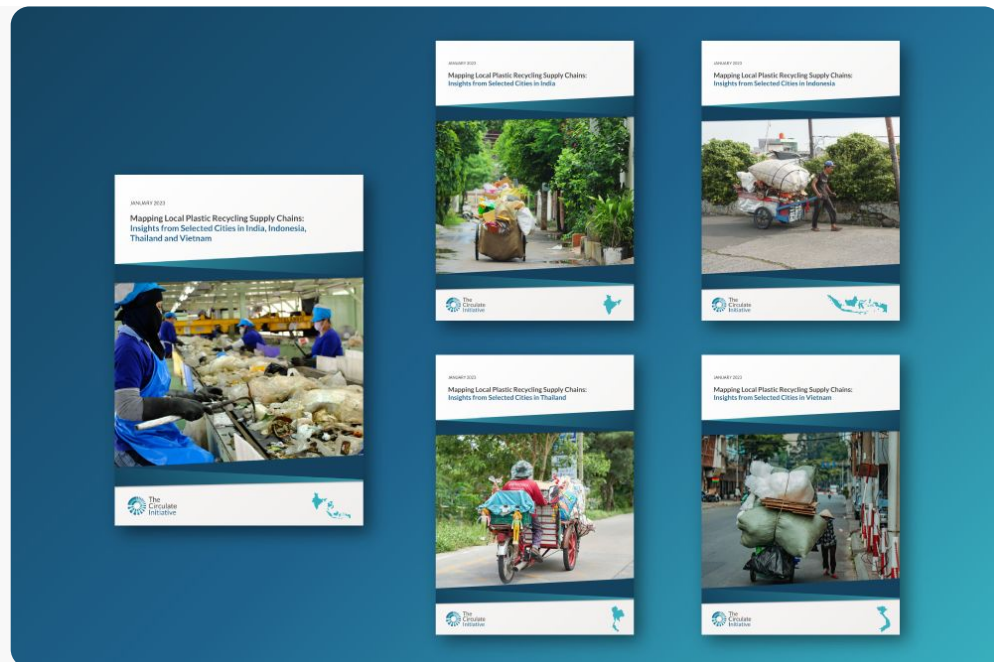 JANUARY 2023
Mapping Local Plastic Recycling Supply Chains:
Insights from Selected Cities in India, Indonesia,
Thailand and Vietnam
The
Circulate
Initiative
JANUARY 2023
Mapping Local Plastic Recycling Supply Chains:
Insights from Selected Cities in India
The
Circulate
Initiative
JANUARY 2023
Mapping Local Plastic Recycling Supply Chains:
Insights from Selected Cities in Indonesia
The
Circulate
Initiative
JANUARY 2023
Mapping Local Plastic Recycling Supply Chains:
Insights from Selected Cities in Thailand
The
Circulate
Initiative
JANUARY 2023
Mapping Local Plastic Recycling Supply Chains:
Insights from Selected Cities in Vietnam
The
Circulate
Initiative